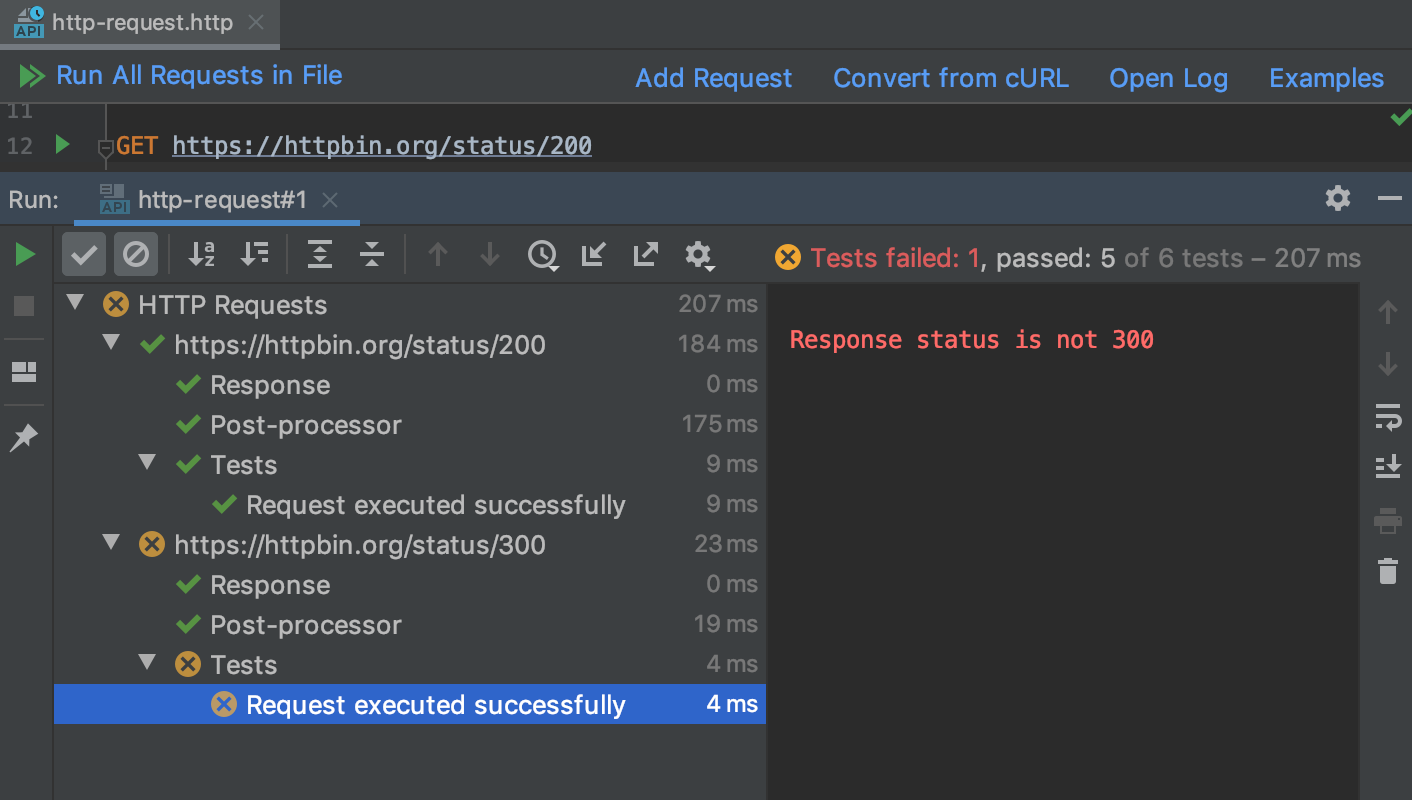 API http-request.http
Run All Requests in File Add Request Convert from cURL Open Log Examples
11
12 GET https://httpbin.org/status/200
Run: API http-request#1
Tests failed: 1, passed: 5 of 6 tests – 207 ms
HTTP Requests 207 ms
https://httpbin.org/status/200 184 ms
Response 0 ms
Post-processor 175 ms
Tests 9 ms
Request executed successfully 9 ms
https://httpbin.org/status/300 23 ms
Response 0 ms
Post-processor 19 ms
Tests 4 ms
Request executed successfully 4 ms
Response status is not 300